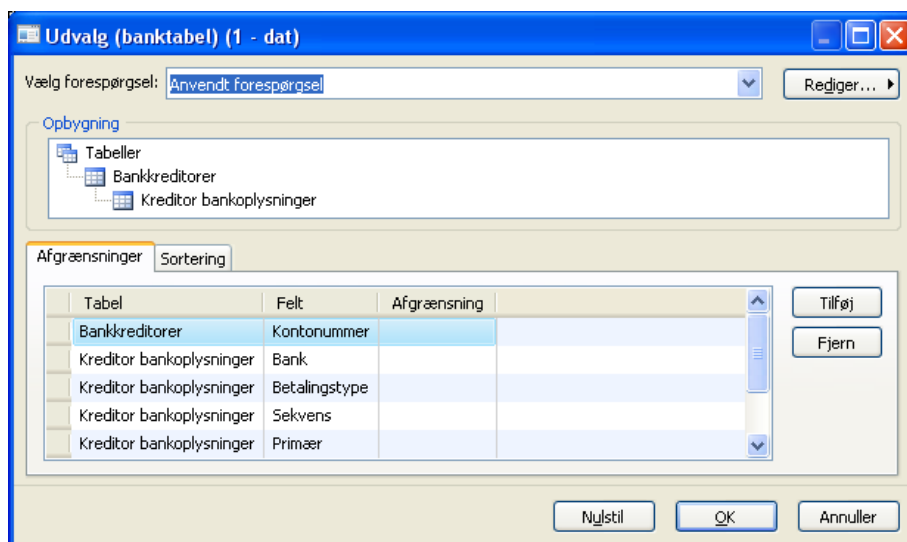 Udvalg (banktabel) (1 - dat)
Vælg forespørgsel: Anvendt forespørgsel Rediger...
Opbygning
Tabeller
Bankkreditorer
Kreditor bankoplysninger
Afgrænsninger Sortering
Tabel Felt Afgrænsning Tilføj
Bankkreditorer Kontonummer
Fjern
Kreditor bankoplysninger Bank
Kreditor bankoplysninger Betalingstype
Kreditor bankoplysninger Sekvens
Kreditor bankoplysninger Primær
Nulstil OK Annuller